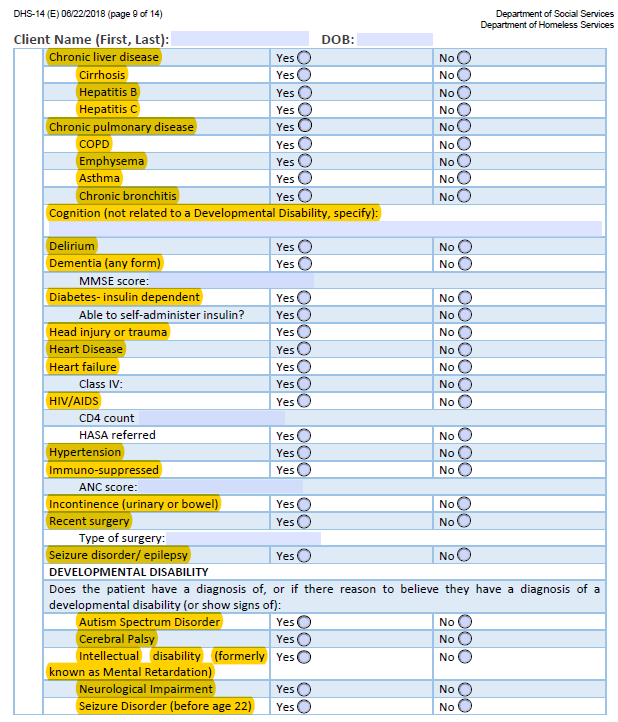 DHS-14 (E) 06/22/2018 (page 9 of 14)
Department of Social Services
Department of Homeless Services
Client Name (First, Last): DOB:
Chronic liver disease Yes No
Cirrhosis Yes No
Hepatitis B Yes No
Hepatitis C Yes No
Chronic pulmonary disease Yes No
COPD Yes No
Emphysema Yes No
Asthma Yes No
Chronic bronchitis Yes No
Cognition (not related to a Developmental Disability, specify):
Delirium Yes No
Dementia (any form) Yes No
MMSE score:
Diabetes- insulin dependent Yes No
Able to self-administer insulin? Yes No
Head injury or trauma Yes No
Heart Disease Yes No
Heart failure Yes No
Class IV: Yes No
HIV/AIDS Yes No
CD4 count
HASA referred Yes No
Hypertension Yes No
Immuno-suppressed Yes No
ANC score:
Incontinence (urinary or bowel) Yes No
Recent surgery Yes No
Type of surgery:
Seizure disorder/ epilepsy Yes No
DEVELOPMENTAL DISABILITY
Does the patient have a diagnosis of, or if there reason to believe they have a diagnosis of a
developmental disability (or show signs of):
Autism Spectrum Disorder Yes No
Cerebral Palsy Yes No
Intellectual disability (formerly Yes No
known as Mental Retardation)
Neurological Impairment Yes No
Seizure Disorder (before age 22) Yes No